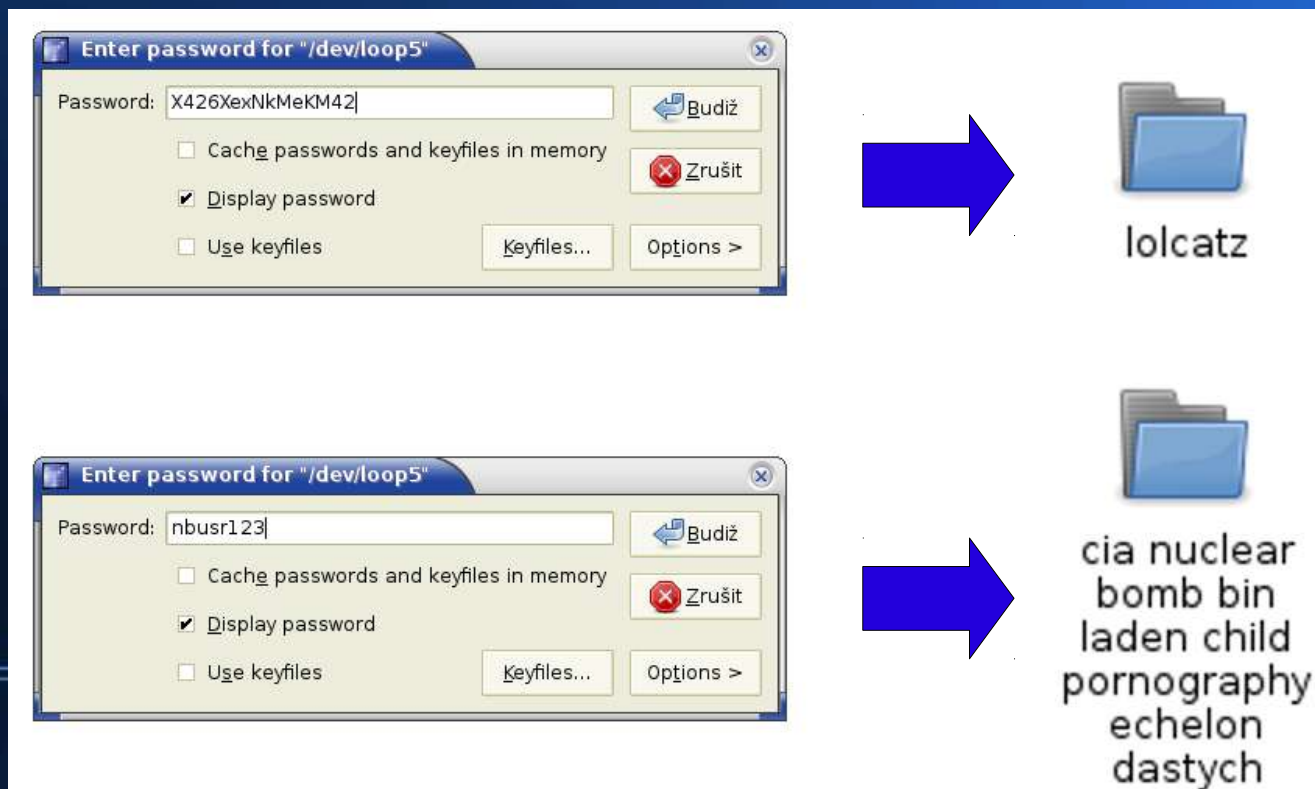 Enter password for "/dev/loop5"
Password: X426XexNkMeKM42
Budiž
Cache passwords and keyfiles in memory
Zrušit
Display password
Use keyfiles
Keyfiles...
Options >
lolcatz
Enter password for "/dev/loop5"
Password: nbusr123
Budiž
Cache passwords and keyfiles in memory
Zrušit
Display password
Use keyfiles
Keyfiles...
Options >
cia nuclear
bomb bin
laden child
pornography
echelon
dastych